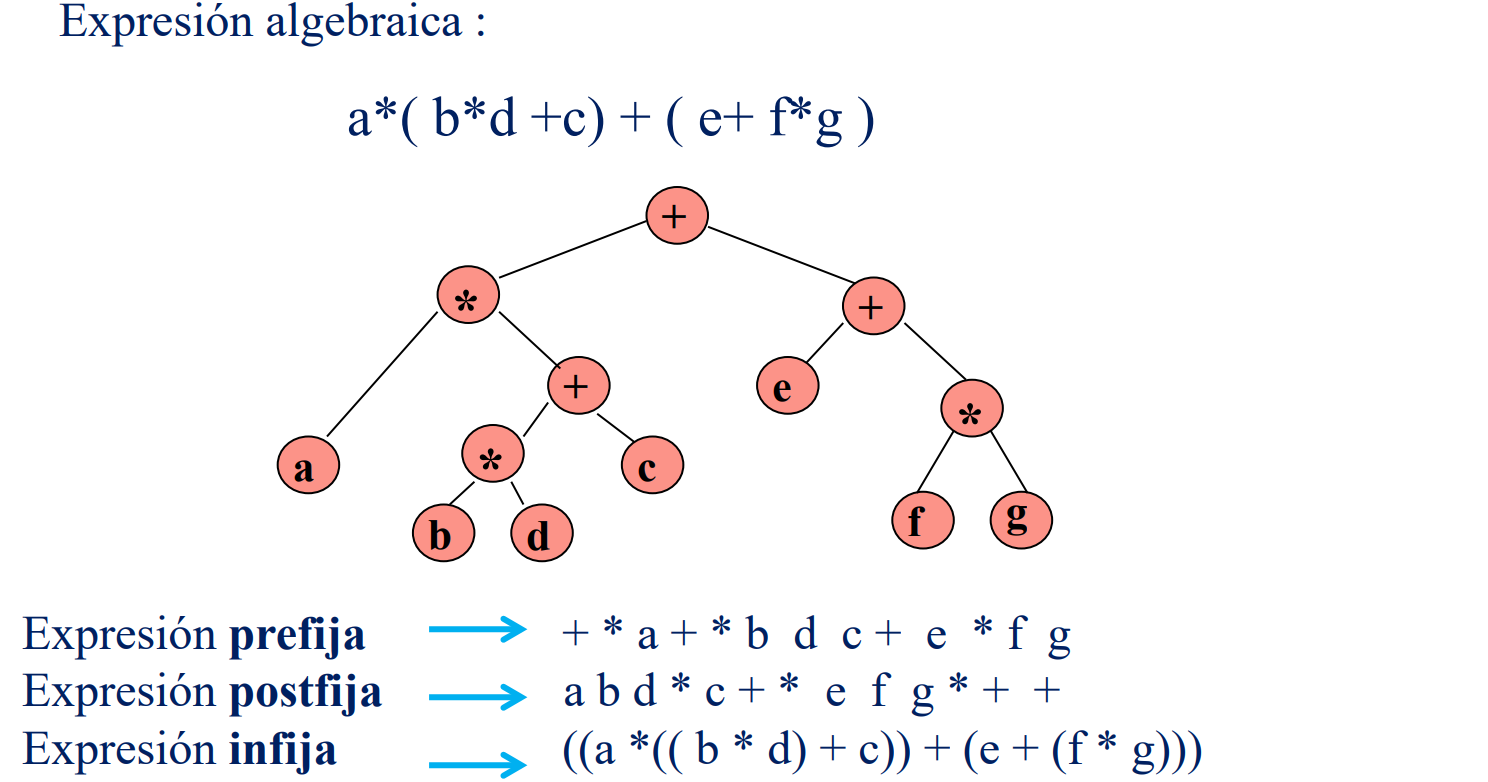 Expresión algebraica :
a*( b*d +c) + ( e+ f*g )
+
*
+
+
e
*
a
*
c
b
d
f
g
Expresión prefija + * a + * b d c + e * f g
Expresión postfija a b d * c + * e f g * + +
Expresión infija ((a *(( b * d) + c)) + (e + (f * g)))